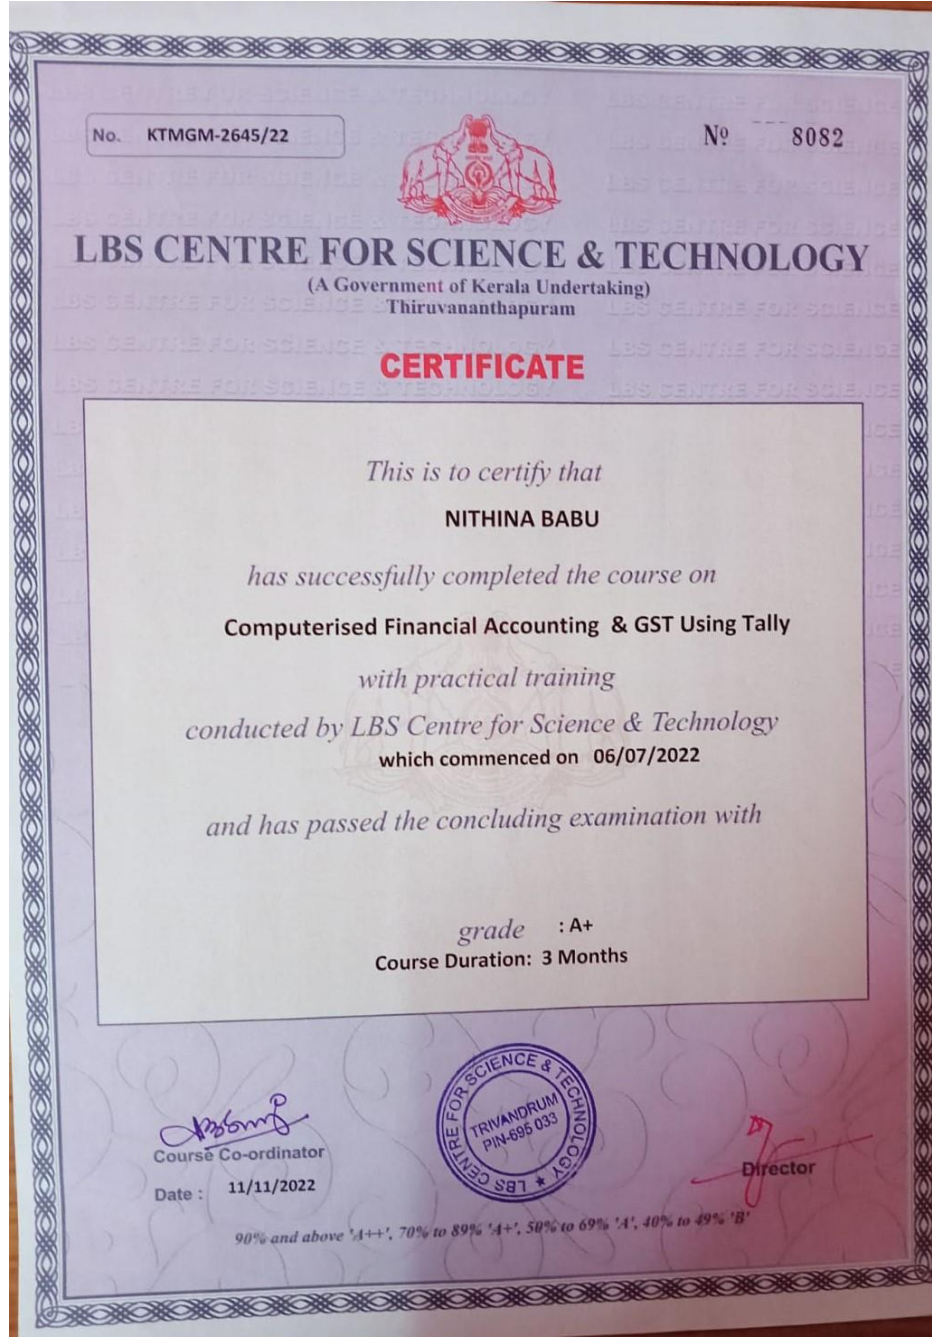 No. KTMGM-2645/22
Nº 8082
LBS CENTRE FOR SCIENCE & TECHNOLOGY
(A Government of Kerala Undertaking)
Thiruvananthapuram
CERTIFICATE
This is to certify that
NITHINA BABU
has successfully completed the course on
Computerised Financial Accounting & GST Using Tally
with practical training
conducted by LBS Centre for Science & Technology
which commenced on 06/07/2022
and has passed the concluding examination with
grade : A+
Course Duration: 3 Months
LBS CENTRE FOR SCIENCE & TECHNOLOGY
TRIVANDRUM
PIN-695 033
Course Co-ordinator
Director
Date : 11/11/2022
90% and above 'A++', 70% to 89% 'A+', 50% to 69% 'A', 40% to 49% 'B'